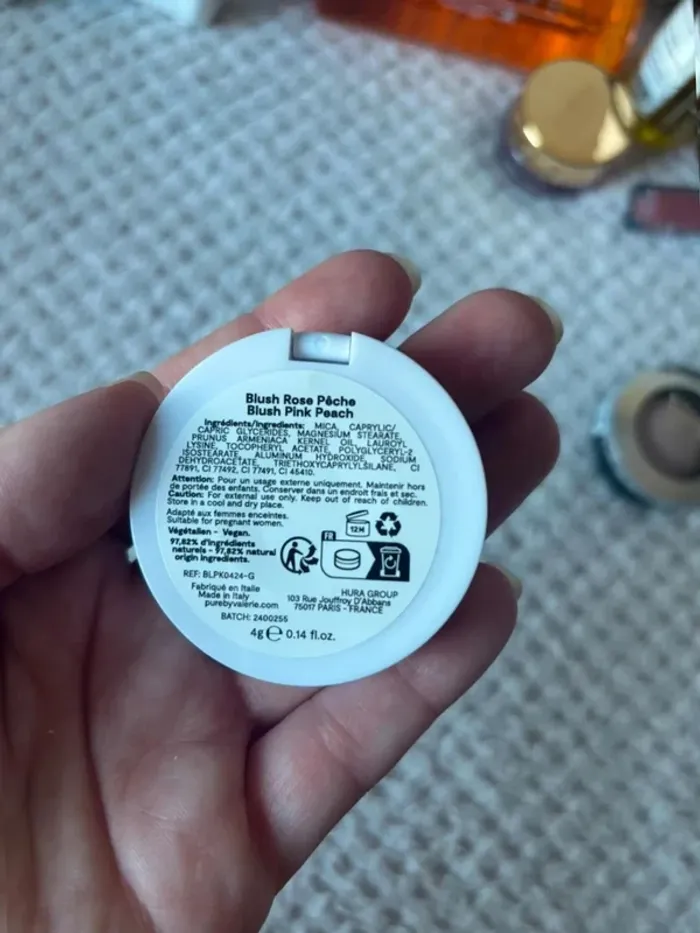 Blush Rose Pêche
Blush Pink Peach
Ingrédients/Ingredients: MICA, CAPRYLIC/
CAPRIC GLYCERIDES, MAGNESIUM STEARATE,
PRUNUS ARMENIACA KERNEL OIL, LAUROYL
LYSINE, TOCOPHERYL ACETATE, POLYGLYCERYL-2
ISOSTEARATE, ALUMINUM HYDROXIDE, SODIUM
DEHYDROACETATE, TRIETHOXYCAPRYLYLSILANE, CI
77891, CI 77492, CI 77491, CI 45410.
Attention: Pour un usage externe uniquement. Maintenir hors
de portée des enfants. Conserver dans un endroit frais et sec.
Caution: For external use only. Keep out of reach of children.
Store in a cool and dry place.
Adapté aux femmes enceintes.
Suitable for pregnant women.
Végétalien - Vegan.
97,82% d'ingrédients
naturels - 97,82% natural
origin ingredients.
12M
FR
REF: BLPK0424-G
Fabriqué en Italie
Made in Italy
purebyvalerie.com
HURA GROUP
103 Rue Jouffroy D'Abbans
75017 PARIS - FRANCE
BATCH: 2400255
4g e 0.14 fl.oz.